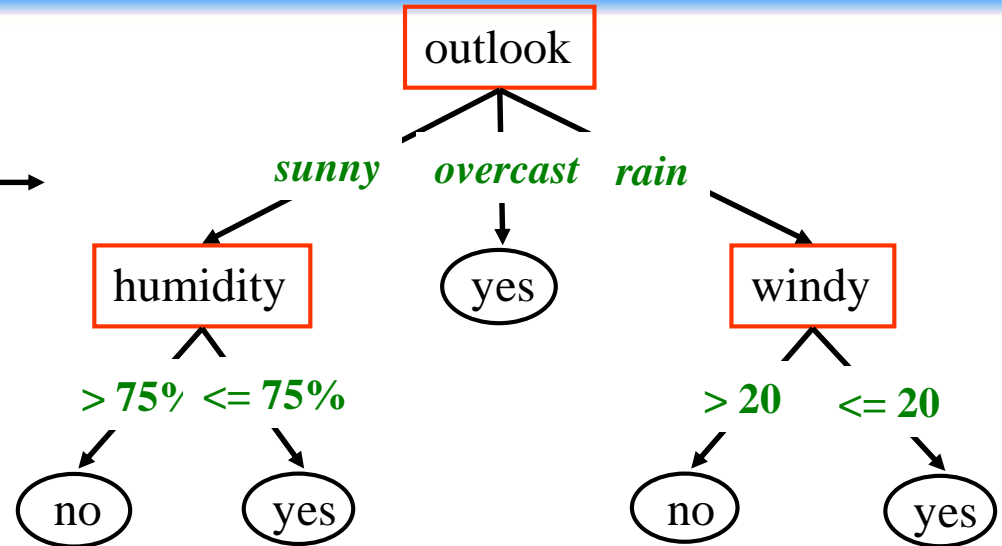 outlook
sunny overcast rain
humidity yes windy
> 75% <= 75% > 20 <= 20
no yes no yes